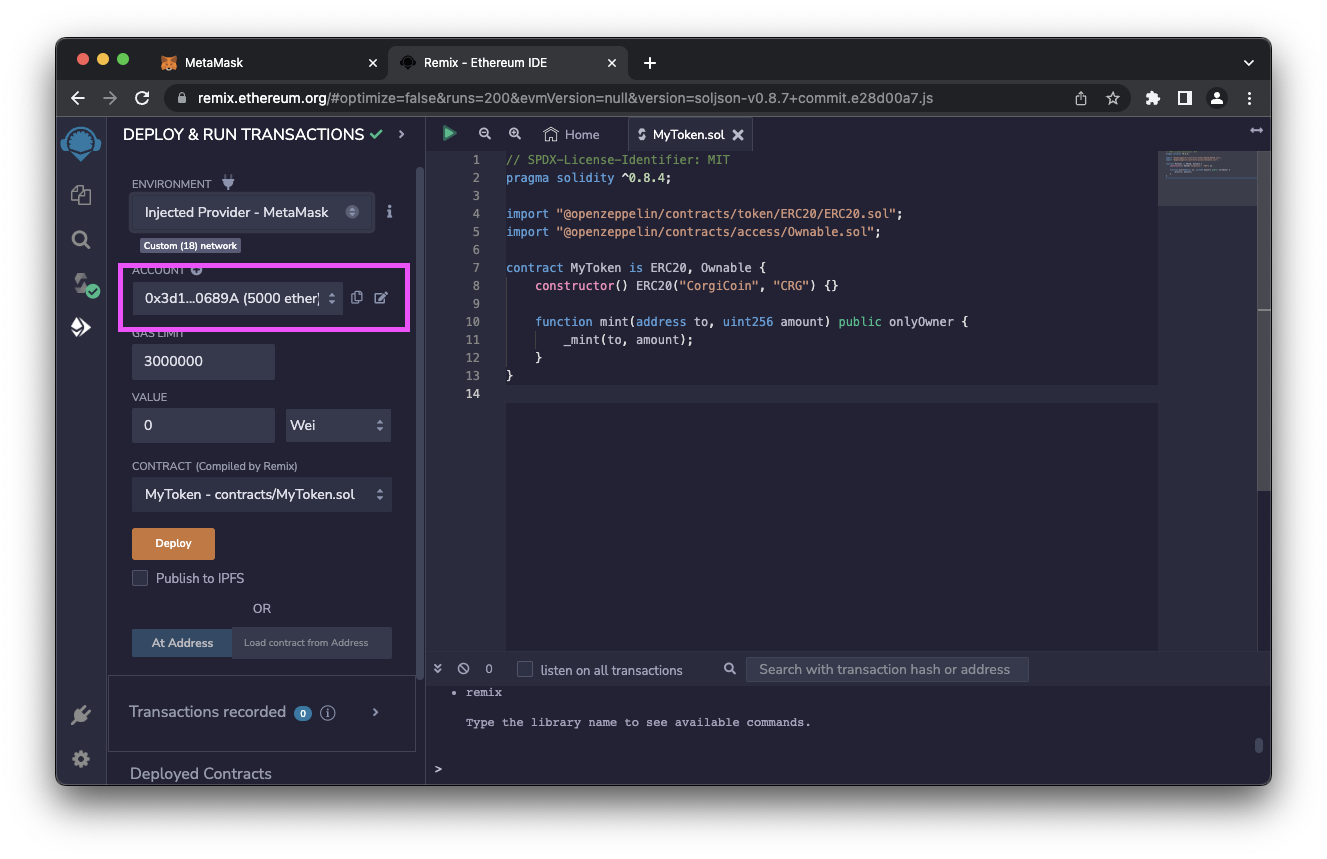 MetaMask
Remix - Ethereum IDE
remix.ethereum.org/#optimize=false&runs=200&evmVersion=null&version=soljson-v0.8.7+commit.e28d00a7.js
DEPLOY & RUN TRANSACTIONS
ENVIRONMENT
Injected Provider - MetaMask
Custom (18) network
ACCOUNT
0x3d1...0689A (5000 ether)
GAS LIMIT
3000000
VALUE
0
Wei
CONTRACT (Compiled by Remix)
MyToken - contracts/MyToken.sol
Deploy
Publish to IPFS
OR
At Address
Load contract from Address
Transactions recorded 0 i
Deployed Contracts
Home
MyToken.sol
1 // SPDX-License-Identifier: MIT
2 pragma solidity ^0.8.4;
3
4 import "@openzeppelin/contracts/token/ERC20/ERC20.sol";
5 import "@openzeppelin/contracts/access/Ownable.sol";
6
7 contract MyToken is ERC20, Ownable {
8 constructor() ERC20("CorgiCoin", "CRG") {}
9
10 function mint(address to, uint256 amount) public onlyOwner {
11 _mint(to, amount);
12 }
13 }
14
0
listen on all transactions
Search with transaction hash or address
• remix
Type the library name to see available commands.
>